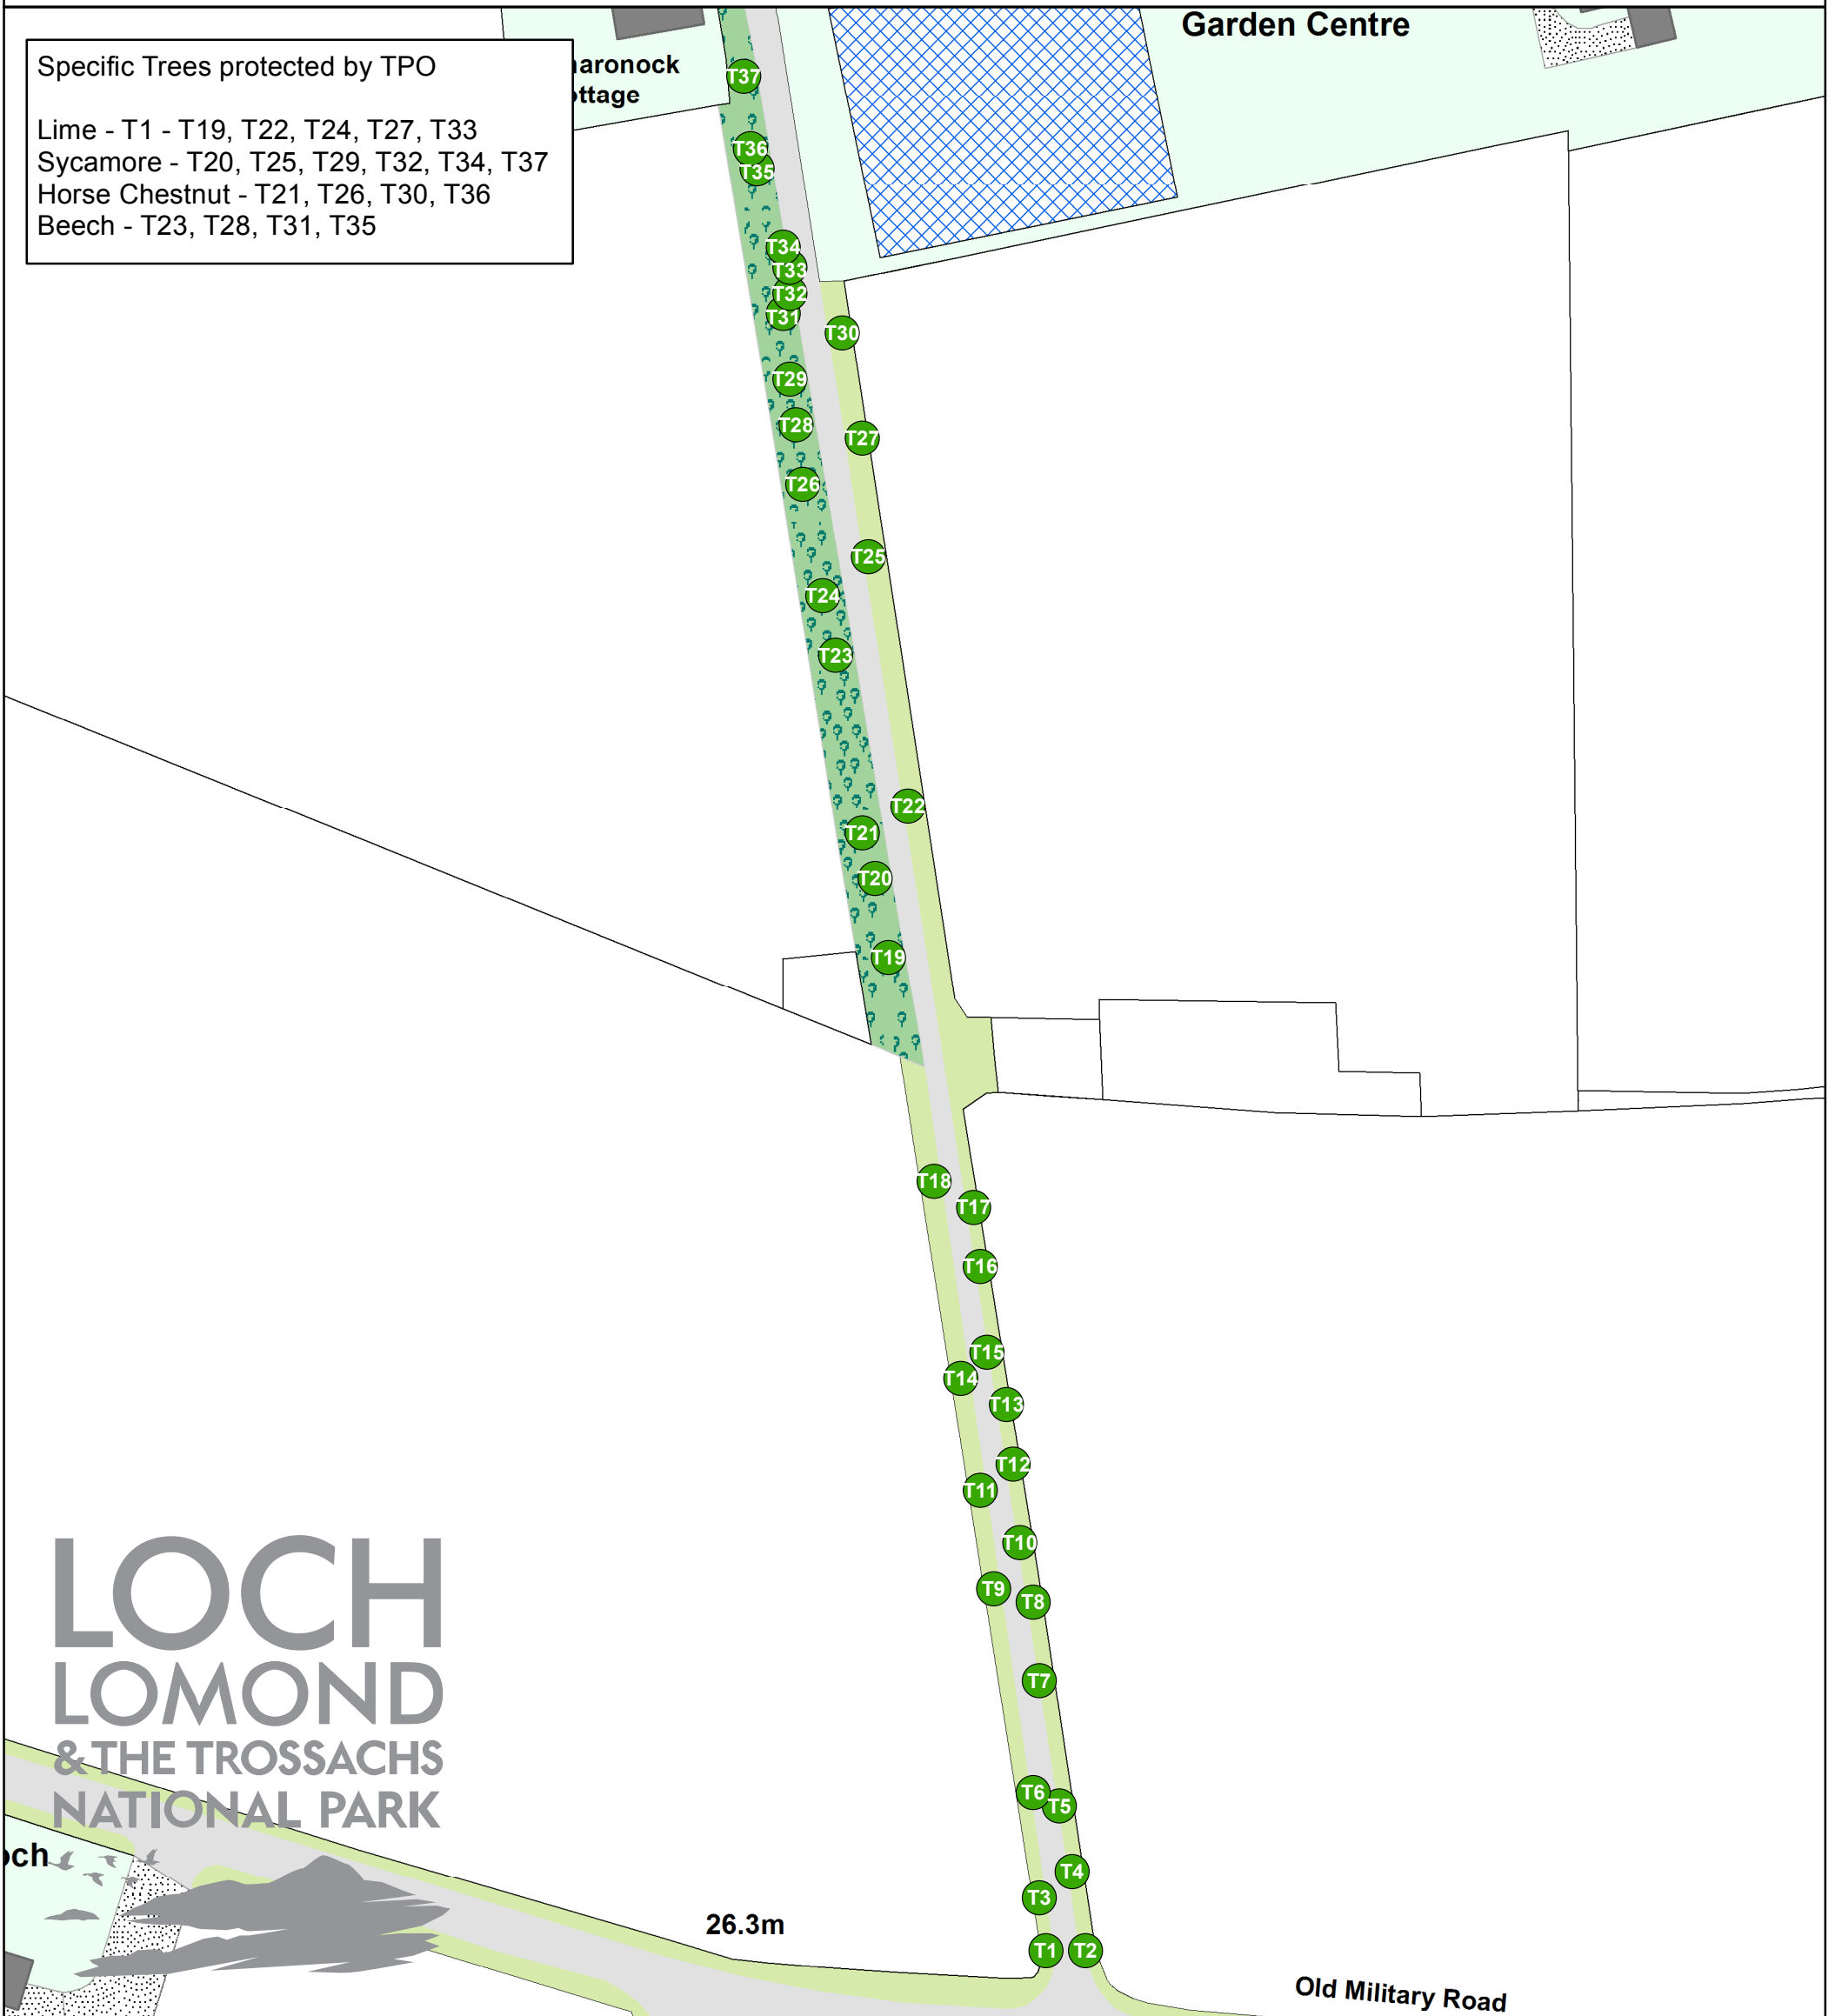 Garden Centre
Specific Trees protected by TPO
Lime - T1 - T19, T22, T24, T27, T33
Sycamore - T20, T25, T29, T32, T34, T37
Horse Chestnut - T21, T26, T30, T36
Beech - T23, T28, T31, T35
aronock
ottage
T37
T36
T35
T34
T33
T32
T31
T30
T29
T28
T27
T26
T25
T24
T23
T22
T21
T20
T19
T18
T17
T16
T15
T14
T13
T12
T11
T10
T9
T8
T7
T6
T5
T4
T3
T1
T2
LOCH
LOMOND
& THE TROSSACHS
NATIONAL PARK
och
26.3m
Old Military Road